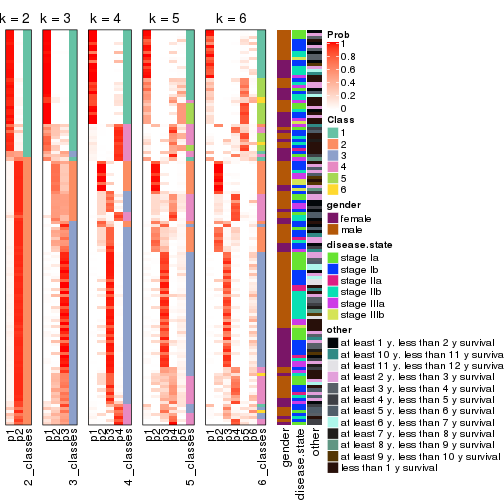 k = 2 k = 3 k = 4 k = 5 k = 6
Prob
1
0.8
0.6
0.4
0.2
0
Class
1
2
3
4
5
6
gender
female
male
disease.state
stage Ia
stage Ib
stage IIa
stage IIb
stage IIIa
stage IIIb
other
at least 1 y. less than 2 y survival
at least 10 y. less than 11 y survival
at least 11 y. less than 12 y survival
at least 2 y. less than 3 y survival
at least 3 y. less than 4 y survival
at least 4 y. less than 5 y survival
at least 5 y. less than 6 y survival
at least 6 y. less than 7 y survival
at least 7 y. less than 8 y survival
at least 8 y. less than 9 y survival
at least 9 y. less than 10 y survival
less than 1 y survival
p1 p2 2_classes
p1 p2 p3 3_classes
p1 p2 p3 p4 4_classes
p1 p2 p3 p4 p5 5_classes
p1 p2 p3 p4 p5 p6 6_classes
gender
disease.state
other